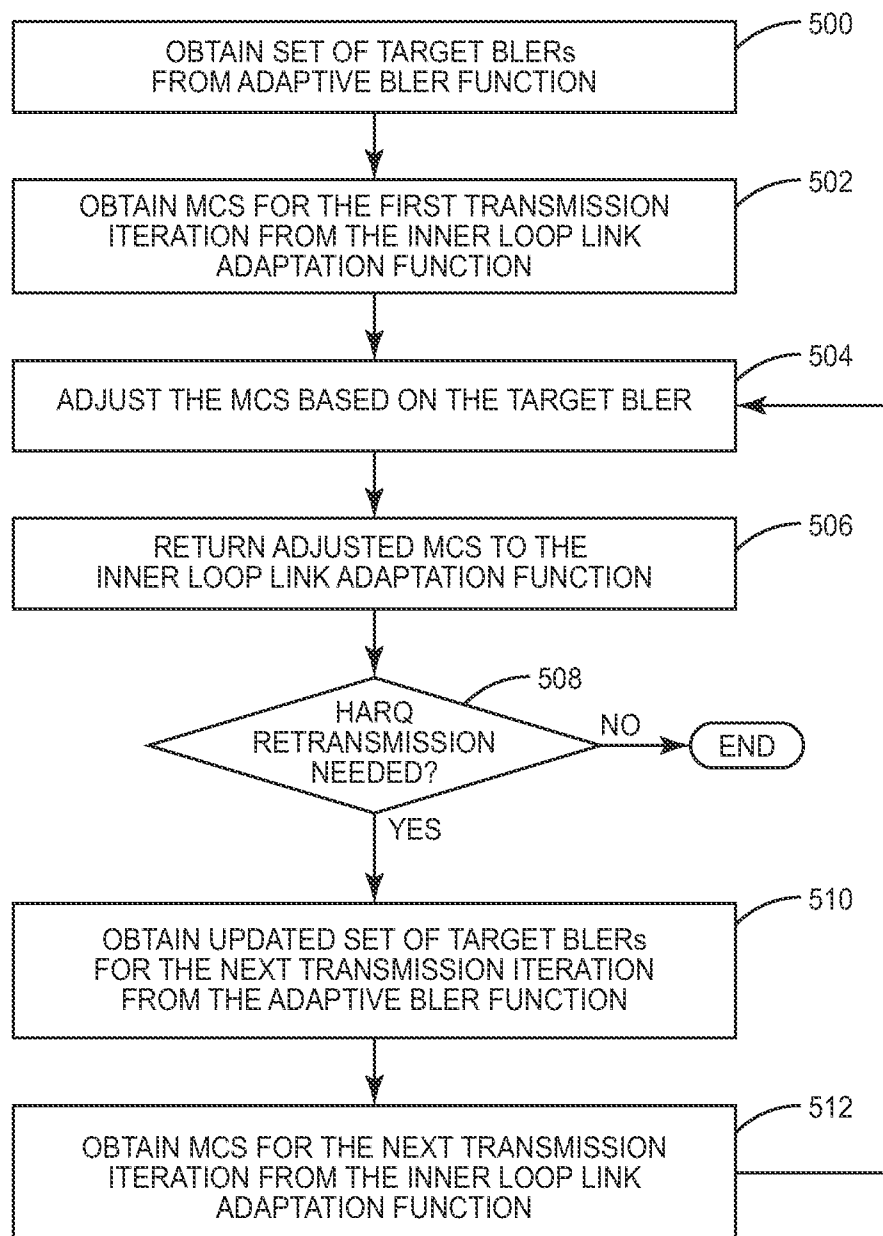 500
OBTAIN SET OF TARGET BLERs
FROM ADAPTIVE BLER FUNCTION
502
OBTAIN MCS FOR THE FIRST TRANSMISSION
ITERATION FROM THE INNER LOOP LINK
ADAPTATION FUNCTION
504
ADJUST THE MCS BASED ON THE TARGET BLER
506
RETURN ADJUSTED MCS TO THE
INNER LOOP LINK ADAPTATION FUNCTION
508
HARQ
RETRANSMISSION
NEEDED?
NO
END
YES
510
OBTAIN UPDATED SET OF TARGET BLERs
FOR THE NEXT TRANSMISSION ITERATION
FROM THE ADAPTIVE BLER FUNCTION
512
OBTAIN MCS FOR THE NEXT TRANSMISSION
ITERATION FROM THE INNER LOOP LINK
ADAPTATION FUNCTION